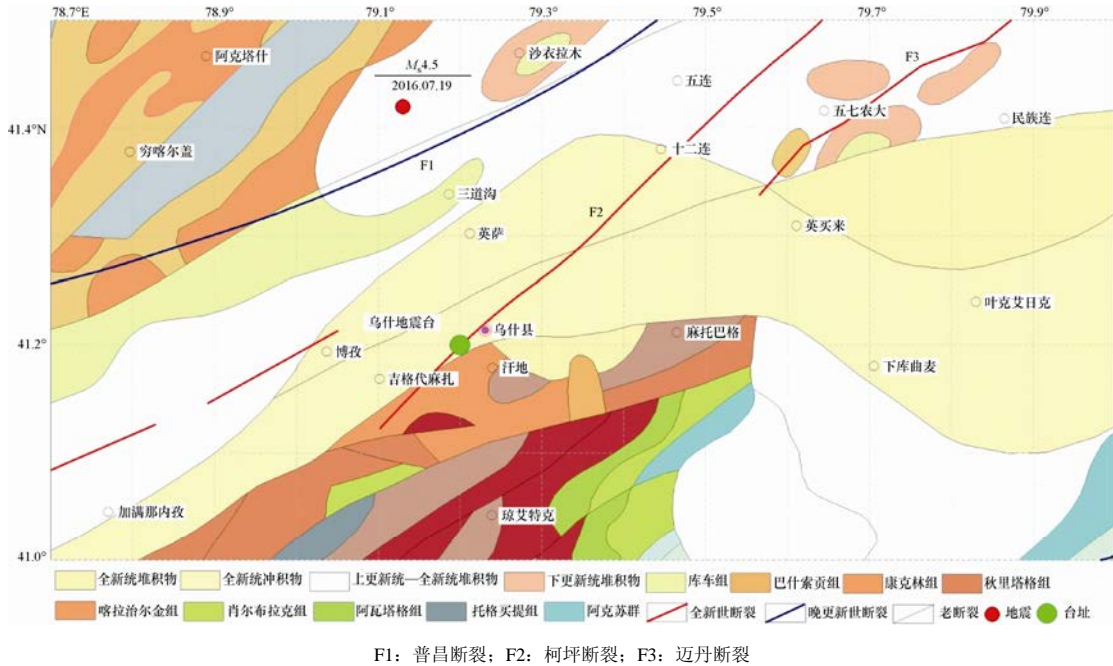 78.7°E 78.9° 79.1° 79.3° 79.5° 79.7° 79.9°
阿克塔什
沙衣拉木
Ms4.5
2016.07.19
五连
F3
五七农大
民族连
41.4°N
穷喀尔盖
F1
十二连
三道沟
F2
英萨
英买来
叶克艾日克
乌什地震台
乌什县
麻托巴格
41.2°
博孜
汗地
下库曲麦
吉格代麻扎
加满那内孜
琼艾特克
41.0°
全新统堆积物 全新统冲积物 上更新统—全新统堆积物 下更新统堆积物 库车组 巴什索贡组 康克林组 秋里塔格组
喀拉治尔金组 肖尔布拉克组 阿瓦塔格组 托格买提组 阿克苏群 全新世断裂 晚更新世断裂 老断裂 地震 台址
F1：普昌断裂；F2：柯坪断裂；F3：迈丹断裂